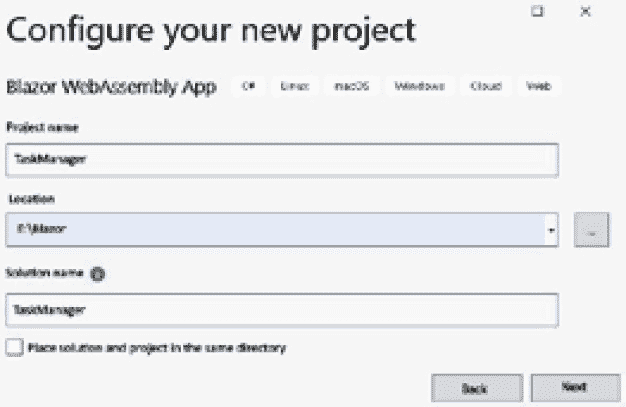 Configure your new project
Blazor WebAssembly App C# Linux macOS Windows Cloud Web
Project name
TaskManager
Location
E:\Blazor
...
Solution name
TaskManager
Place solution and project in the same directory
Back Next